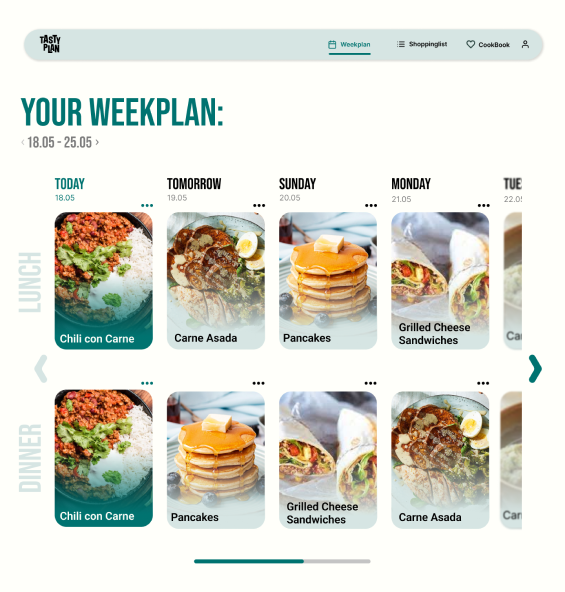 TASTY
PLAN
Weekplan
Shoppinglist
CookBook
YOUR WEEKPLAN:
‹ 18.05 - 25.05 ›
TODAY
18.05
TOMORROW
19.05
SUNDAY
20.05
MONDAY
21.05
TUE
22.05
LUNCH
Chili con Carne
Carne Asada
Pancakes
Grilled Cheese
Sandwiches
Car
DINNER
Chili con Carne
Pancakes
Grilled Cheese
Sandwiches
Carne Asada
Car